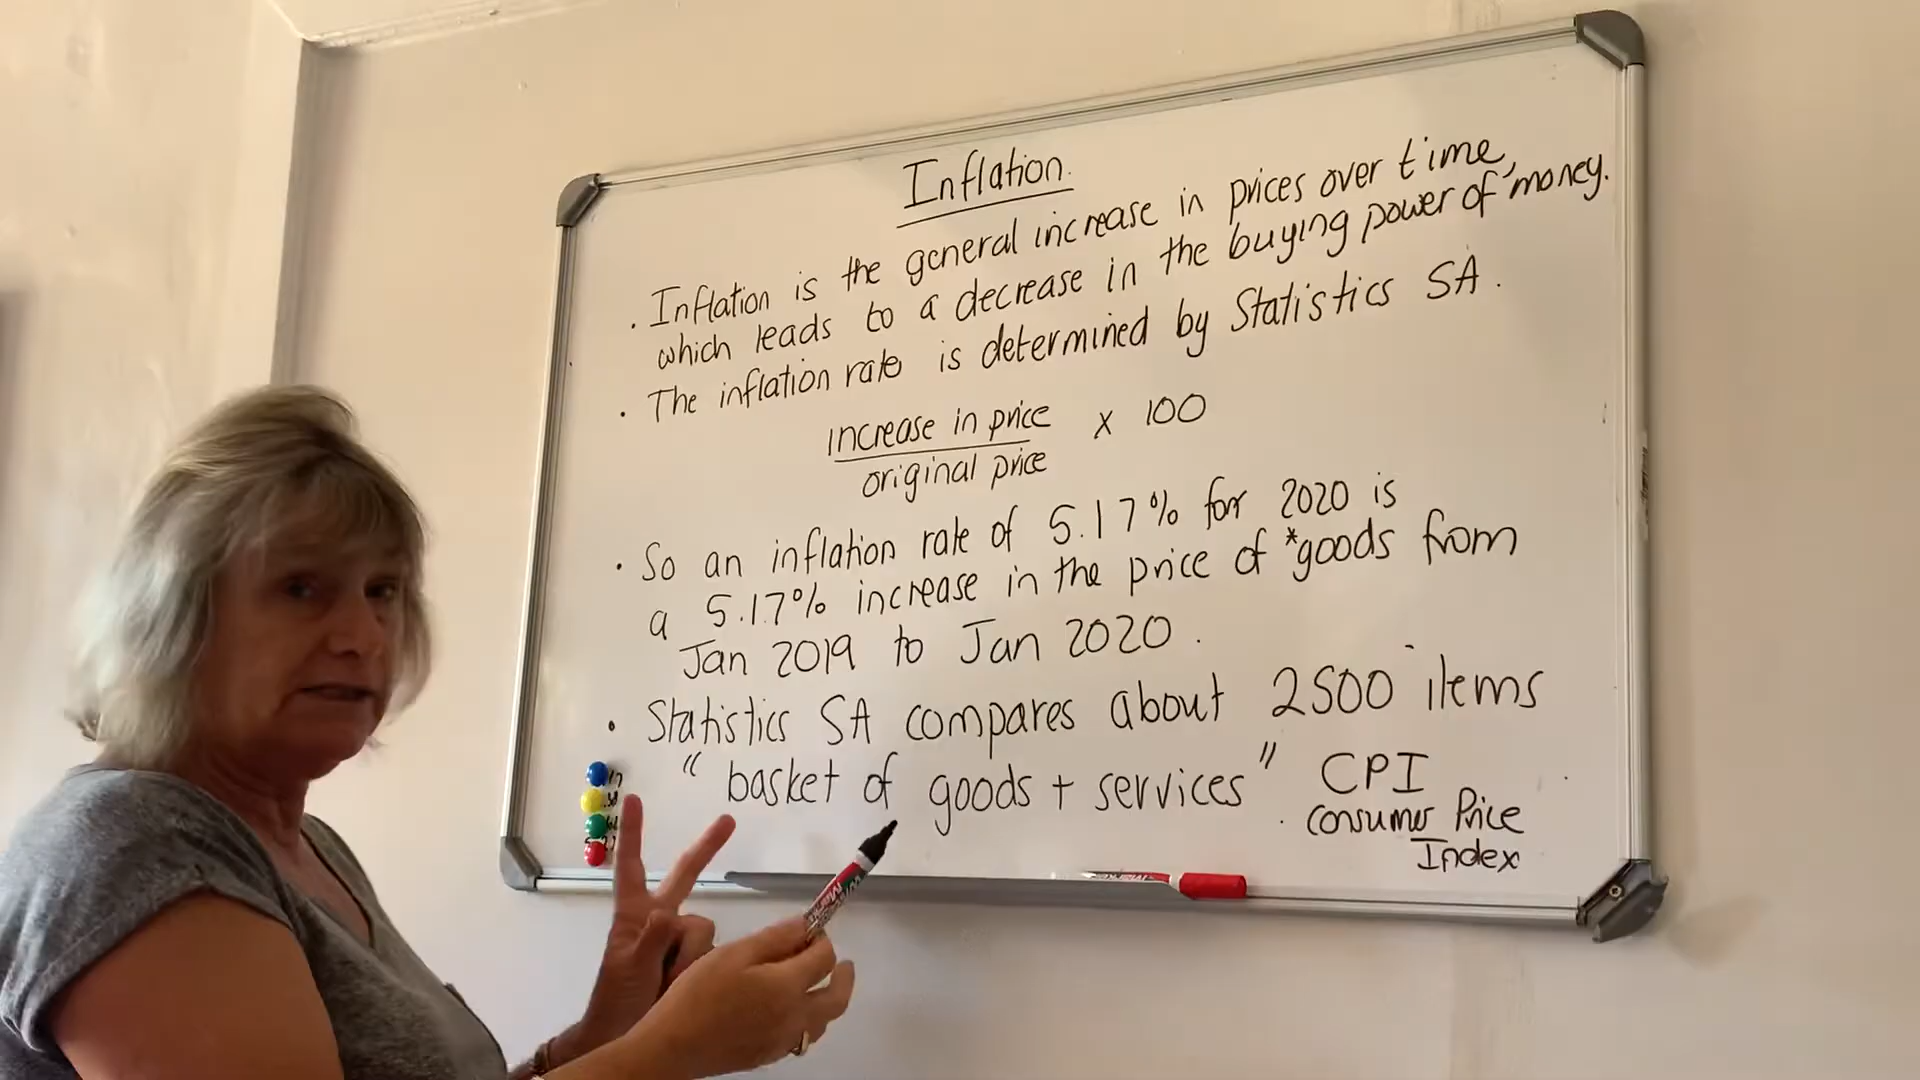 Inflation.
. Inflation is the general increase in prices over time,
which leads to a decrease in the buying power of money.
. The inflation rate is determined by Statistics SA.
increase in price
original price
x 100
. So an inflation rate of 5.17% for 2020 is
a 5.17% increase in the price of *goods from
Jan 2019 to Jan 2020.
. Statistics SA compares about 2500 items
"basket of goods + services" CPI
Consumer Price
Index